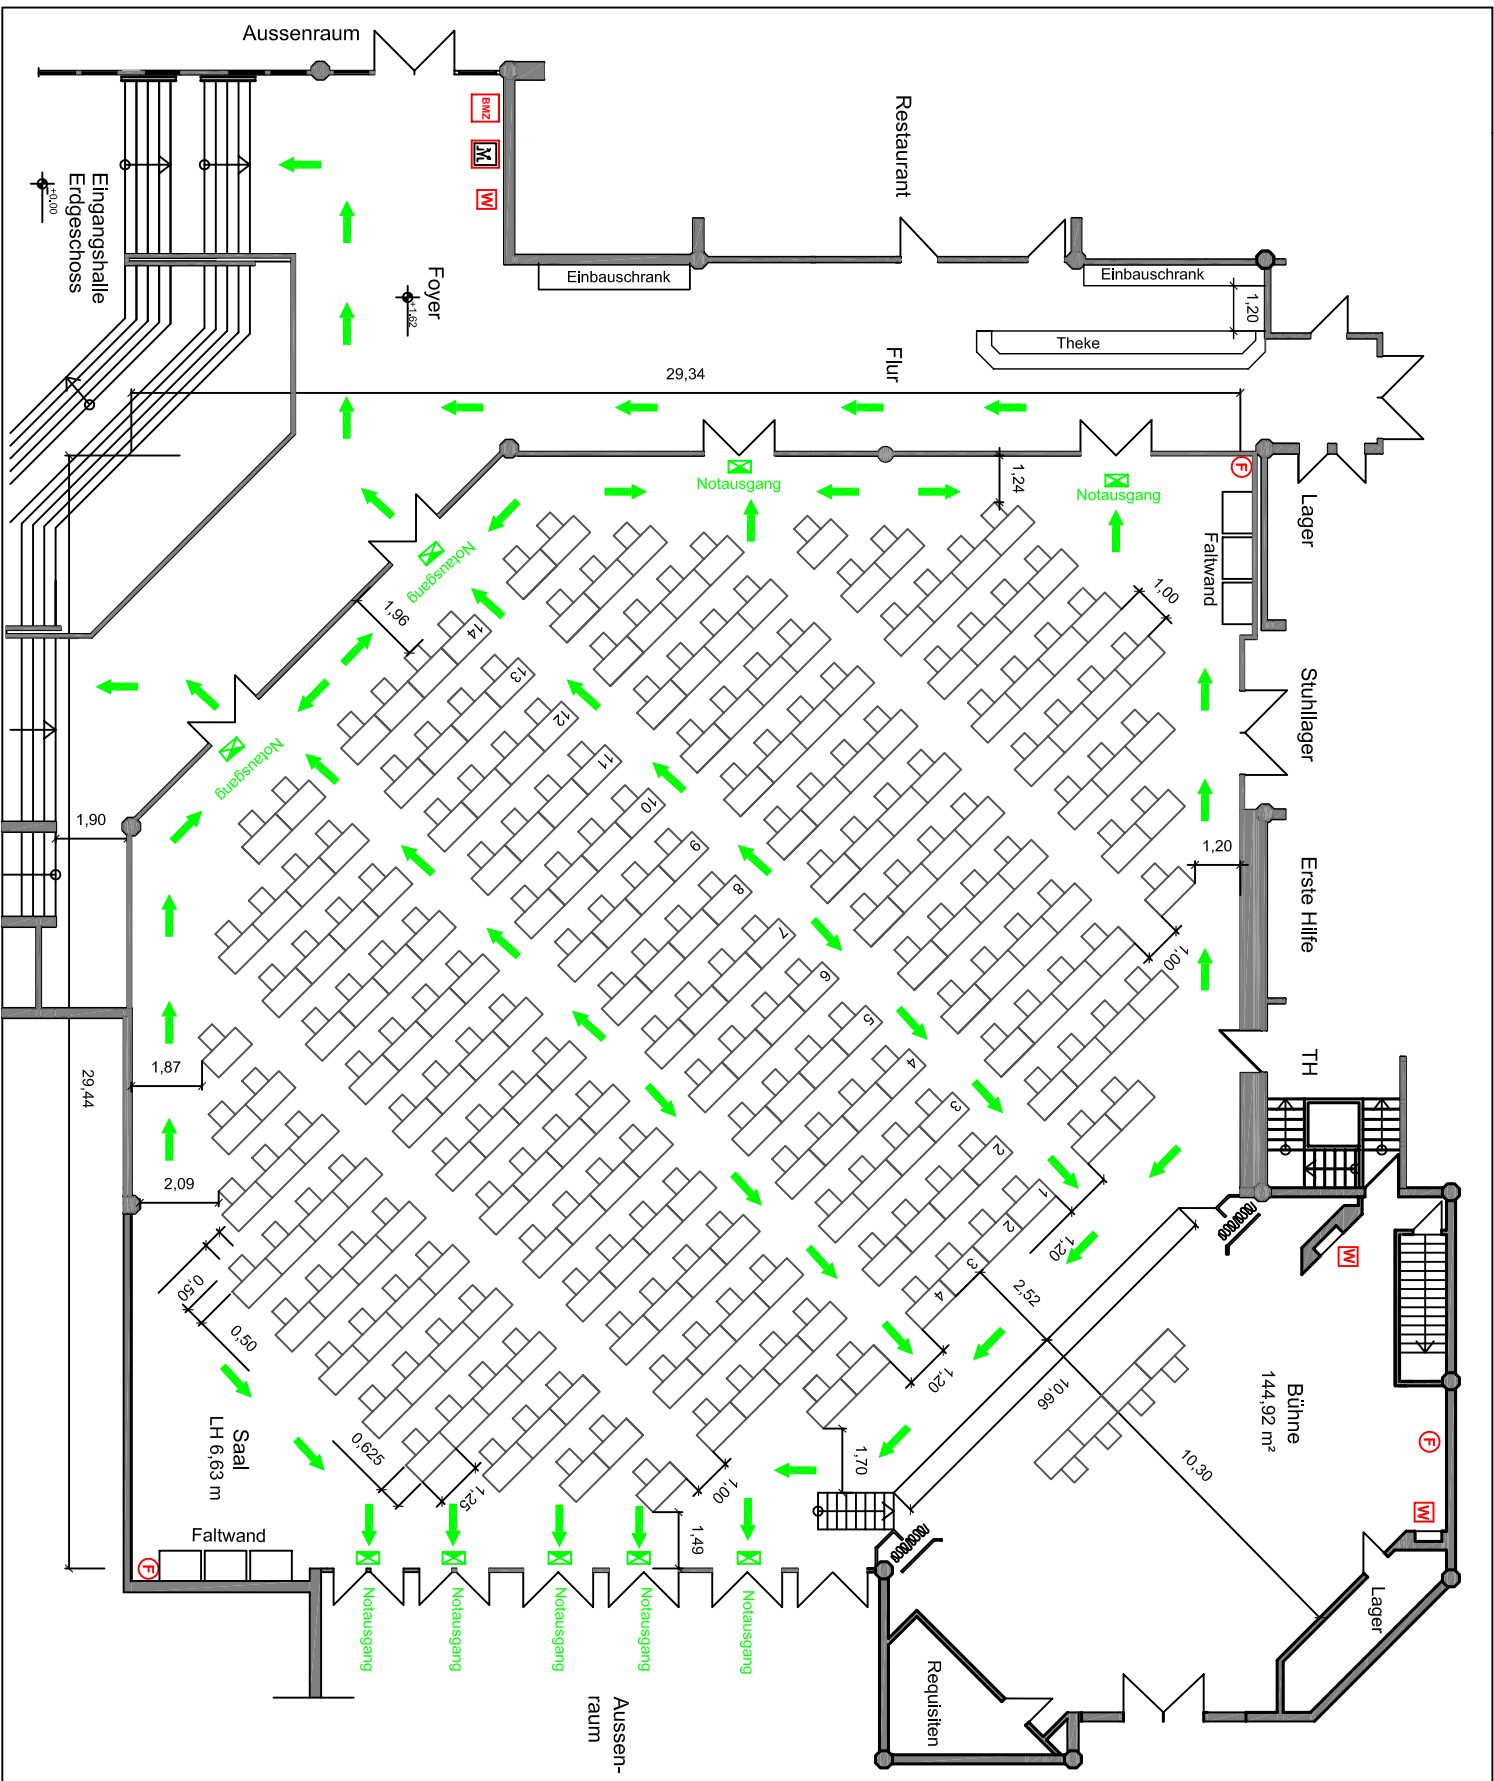 Aussenraum
BMZ
W
Restaurant
Eingangshalle
Erdgeschoss
+0.00
Foyer
+1.62
Einbauschrank
Einbauschrank
1,20
Theke
Flur
29,34
Notausgang
Notausgang
Notausgang
Notausgang
1,24
F
Faltwand
Lager
1,00
Stuhllager
1,96
14
13
12
11
10
9
8
7
6
5
4
3
2
1
2
3
4
1,90
1,20
Erste Hilfe
1,00
TH
1,87
29,44
2,09
0,50
0,50
1,20
2,52
1,20
10,66
10,30
W
Bühne
144,92 m²
F
W
Saal
LH 6,63 m
0,625
1,25
1,00
1,70
1,49
Faltwand
F
Notausgang
Notausgang
Notausgang
Notausgang
Notausgang
Lager
Requisiten
Aussen-
raum